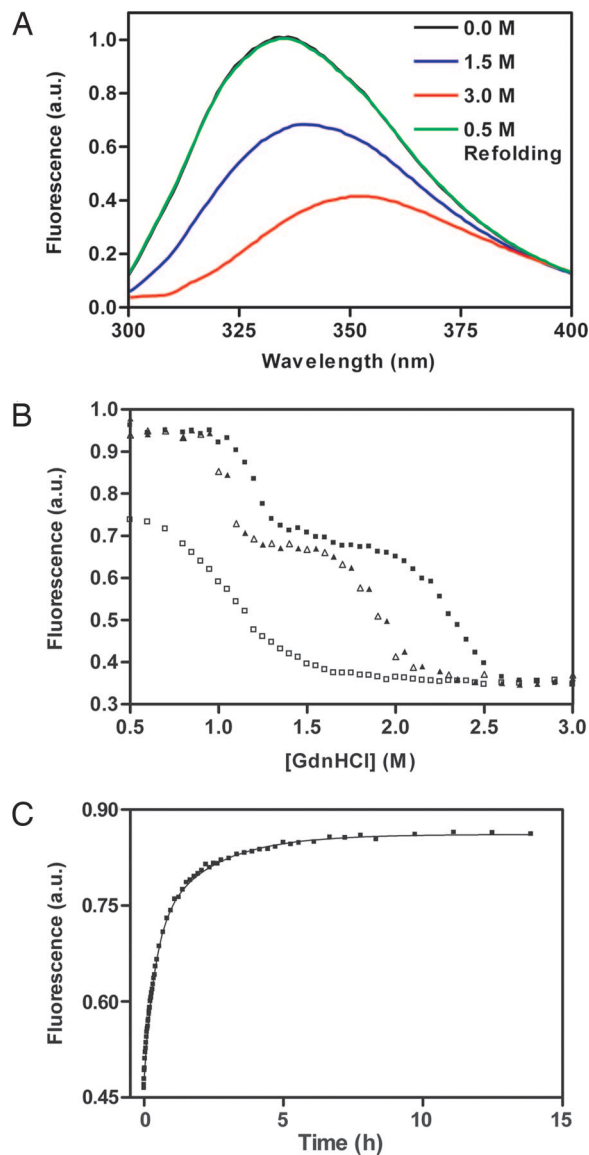 A
Fluorescence (a.u.)
1.0
0.8
0.6
0.4
0.2
0.0
300
325
350
375
400
Wavelength (nm)
0.0 M
1.5 M
3.0 M
0.5 M
Refolding
B
Fluorescence (a.u.)
1.0
0.9
0.8
0.7
0.6
0.5
0.4
0.3
0.5
1.0
1.5
2.0
2.5
3.0
[GdnHCl] (M)
C
Fluorescence (a.u.)
0.90
0.75
0.60
0.45
0
5
10
15
Time (h)